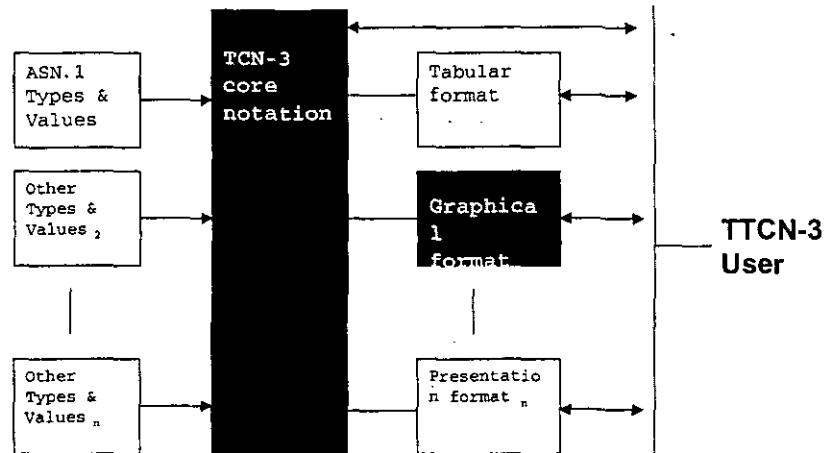 ASN.1
Types &
Values
Other
Types &
Values 2
Other
Types &
Values n
TCN-3
core
notation
Tabular
format
Graphica
l
format
Presentatio
n format n
TTCN-3
User